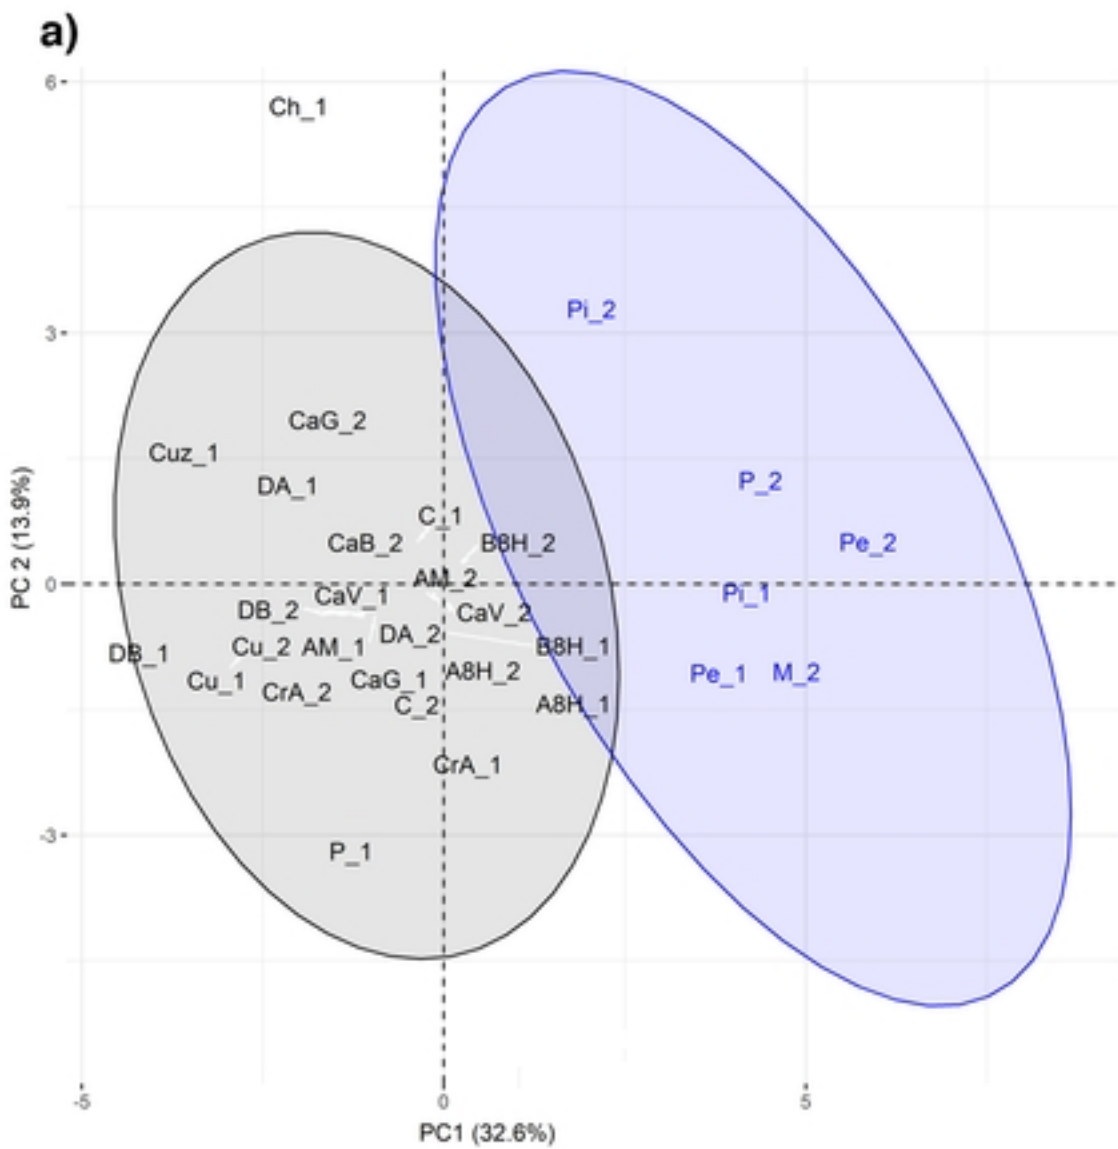 a)
6
Ch_1
Pi_2
3
CaG_2
Cuz_1
DA_1
P_2
C_1
CaB_2
B8H_2
Pe_2
AM_2
0
CaV_1
Pi_1
DB_2
CaV_2
DA_2
DB_1
Cu_2
AM_1
B8H_1
Cu_1
CaG_1
A8H_2
Pe_1
M_2
CrA_2
C_2
A8H_1
CrA_1
-3
P_1
PC 2 (13.9%)
-5
0
5
PC1 (32.6%)